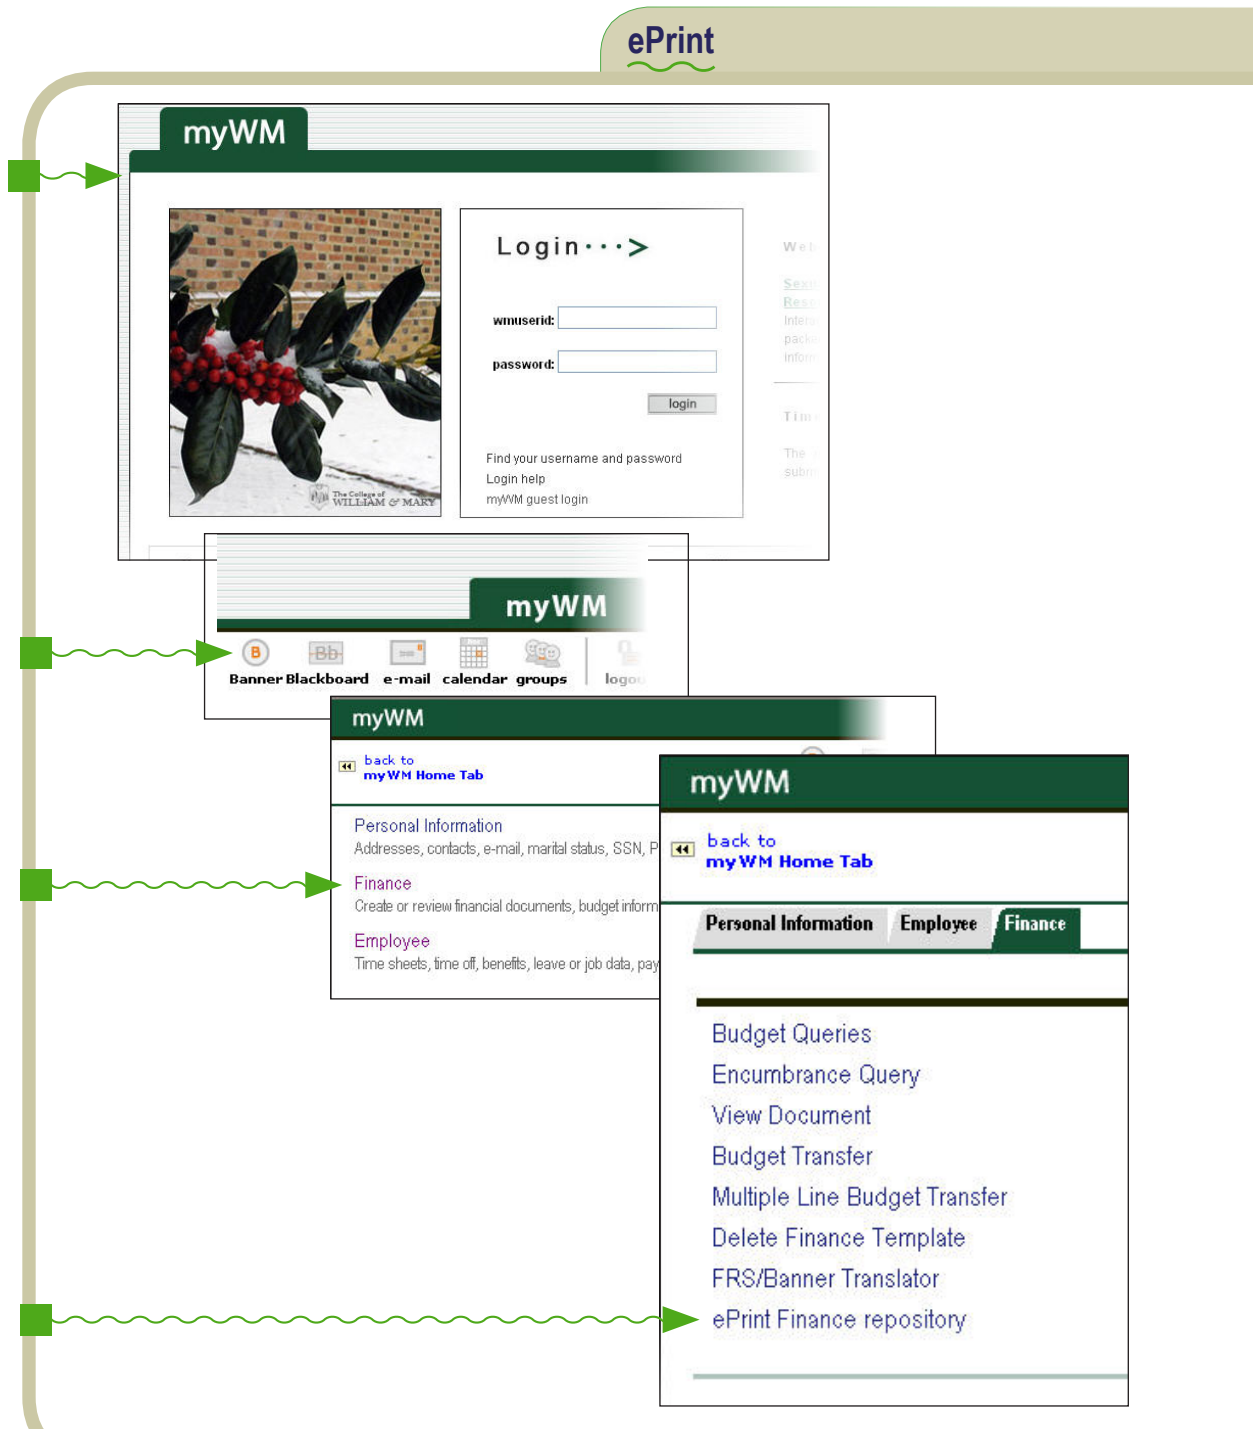 ePrint
myWM
Login···>
wmuserid:
password:
login
Find your username and password
Login help
myWM guest login
The College of
WILLIAM & MARY
The
myWM
B
Bb
Banner Blackboard e-mail calendar groups
myWM
back to
myWM Home Tab
Personal Information
Addresses, contacts, e-mail, marital status, SSN, P
Finance
Create or review financial documents, budget inform
Employee
Time sheets, time off, benefits, leave or job data, pay
myWM
back to
myWM Home Tab
Personal Information Employee Finance
Budget Queries
Encumbrance Query
View Document
Budget Transfer
Multiple Line Budget Transfer
Delete Finance Template
FRS/Banner Translator
ePrint Finance repository